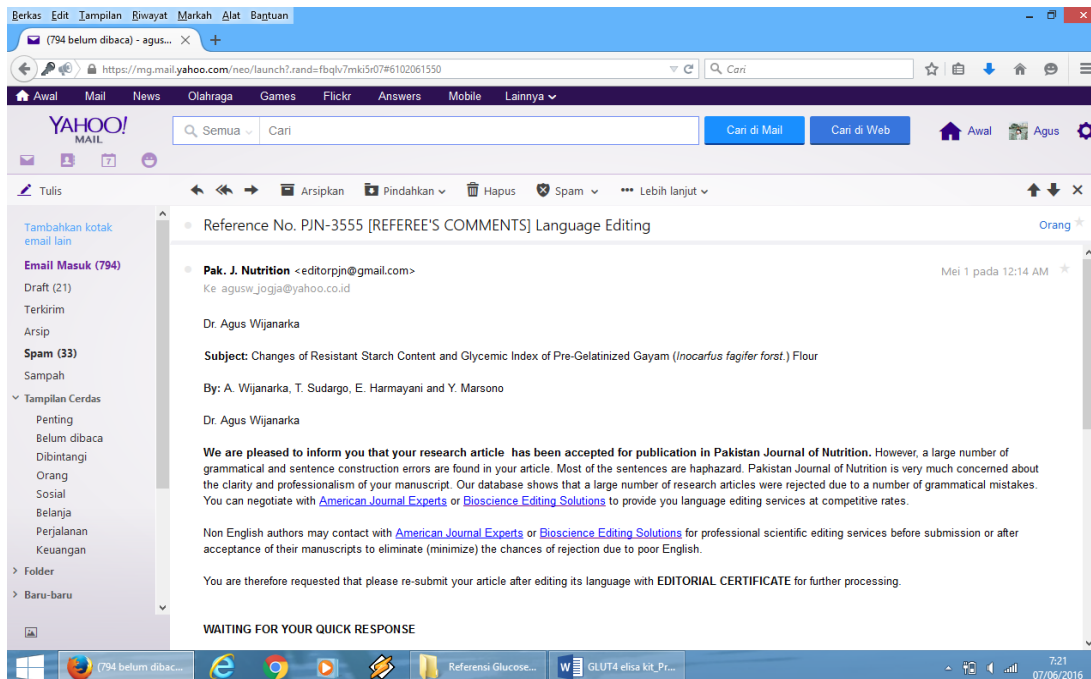 Berkas Edit Tampilan Riwayat Markah Alat Bantuan
(794 belum dibaca) - agus...
https://mg.mail.yahoo.com/neo/launch?.rand=fbqlv7mki5r07#6102061550
Cari
Awal Mail News Olahraga Games Flickr Answers Mobile Lainnya
YAHOO!
MAIL
Semua Cari Cari di Mail Cari di Web Awal Agus
7
Tulis Arsipkan Pindahkan Hapus Spam Lebih lanjut
Tambahkan kotak
email lain
Email Masuk (794)
Draft (21)
Terkirim
Arsip
Spam (33)
Sampah
Tampilan Cerdas
Penting
Belum dibaca
Dibintangi
Orang
Sosial
Belanja
Perjalanan
Keuangan
Folder
Baru-baru
Reference No. PJN-3555 [REFEREE'S COMMENTS] Language Editing Orang
Pak. J. Nutrition <editorpjn@gmail.com> Mei 1 pada 12:14 AM
Ke agusw_jogja@yahoo.co.id
Dr. Agus Wijanarka
Subject: Changes of Resistant Starch Content and Glycemic Index of Pre-Gelatinized Gayam (Inocarfus fagifer forst.) Flour
By: A. Wijanarka, T. Sudargo, E. Harmayani and Y. Marsono
Dr. Agus Wijanarka
We are pleased to inform you that your research article has been accepted for publication in Pakistan Journal of Nutrition. However, a large number of
grammatical and sentence construction errors are found in your article. Most of the sentences are haphazard. Pakistan Journal of Nutrition is very much concerned about
the clarity and professionalism of your manuscript. Our database shows that a large number of research articles were rejected due to a number of grammatical mistakes.
You can negotiate with American Journal Experts or Bioscience Editing Solutions to provide you language editing services at competitive rates.
Non English authors may contact with American Journal Experts or Bioscience Editing Solutions for professional scientific editing services before submission or after
acceptance of their manuscripts to eliminate (minimize) the chances of rejection due to poor English.
You are therefore requested that please re-submit your article after editing its language with EDITORIAL CERTIFICATE for further processing.
WAITING FOR YOUR QUICK RESPONSE
(794 belum dibac... Referensi Glucose... GLUT4 elisa kit_Pr... 7:21
07/06/2016